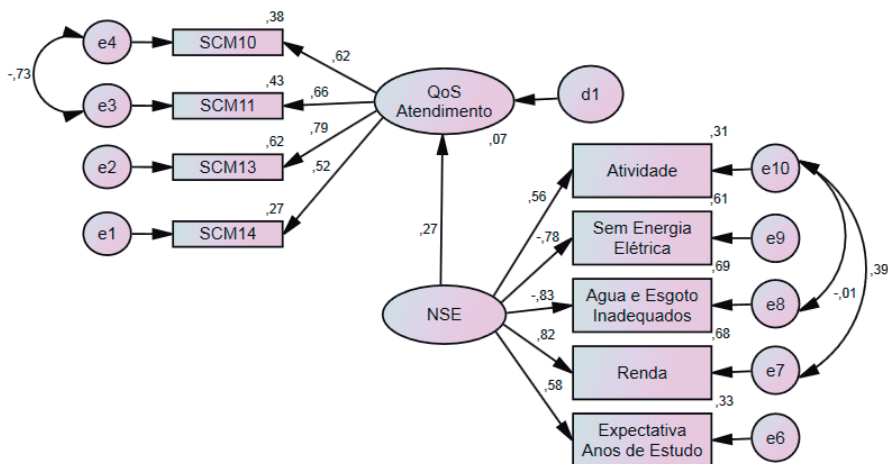 ,38
e4
SCM10
,62
-,73
,43
e3
SCM11
,66
QoS
Atendimento
d1
,07
,62
e2
SCM13
,79
,52
,27
e1
SCM14
,27
NSE
,31
Atividade
e10
,56
,61
Sem Energia
Elétrica
e9
-,78
,69
Agua e Esgoto
Inadequados
e8
-,83
-,01
,39
,68
Renda
e7
,82
,33
Expectativa
Anos de Estudo
e6
,58